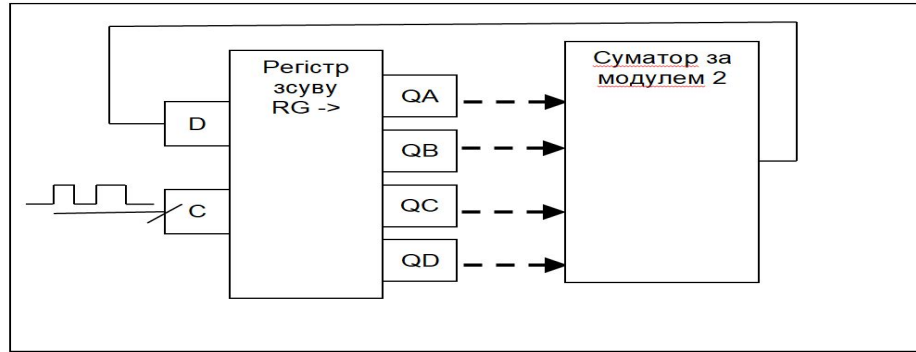 Регістр
зсуву
RG ->
Суматор за
модулем 2
QA
D
QB
QC
C
QD